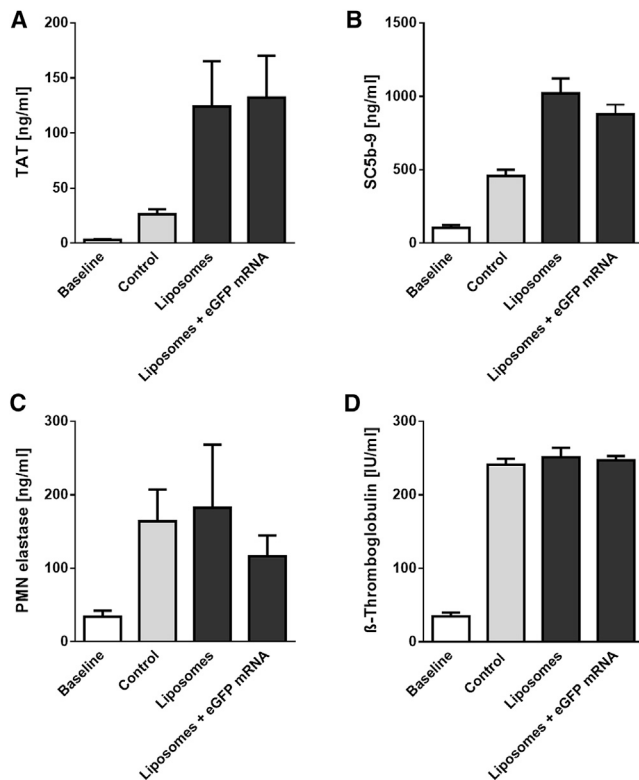 A
TAT [ng/ml]
200
150
100
50
0
Baseline
Control
Liposomes
Liposomes + eGFP mRNA
B
SC5b-9 [ng/ml]
1500
1000
500
0
Baseline
Control
Liposomes
Liposomes + eGFP mRNA
C
PMN elastase [ng/ml]
300
200
100
0
Baseline
Control
Liposomes
Liposomes + eGFP mRNA
D
ß-Thromboglobulin [IU/ml]
300
200
100
0
Baseline
Control
Liposomes
Liposomes + eGFP mRNA